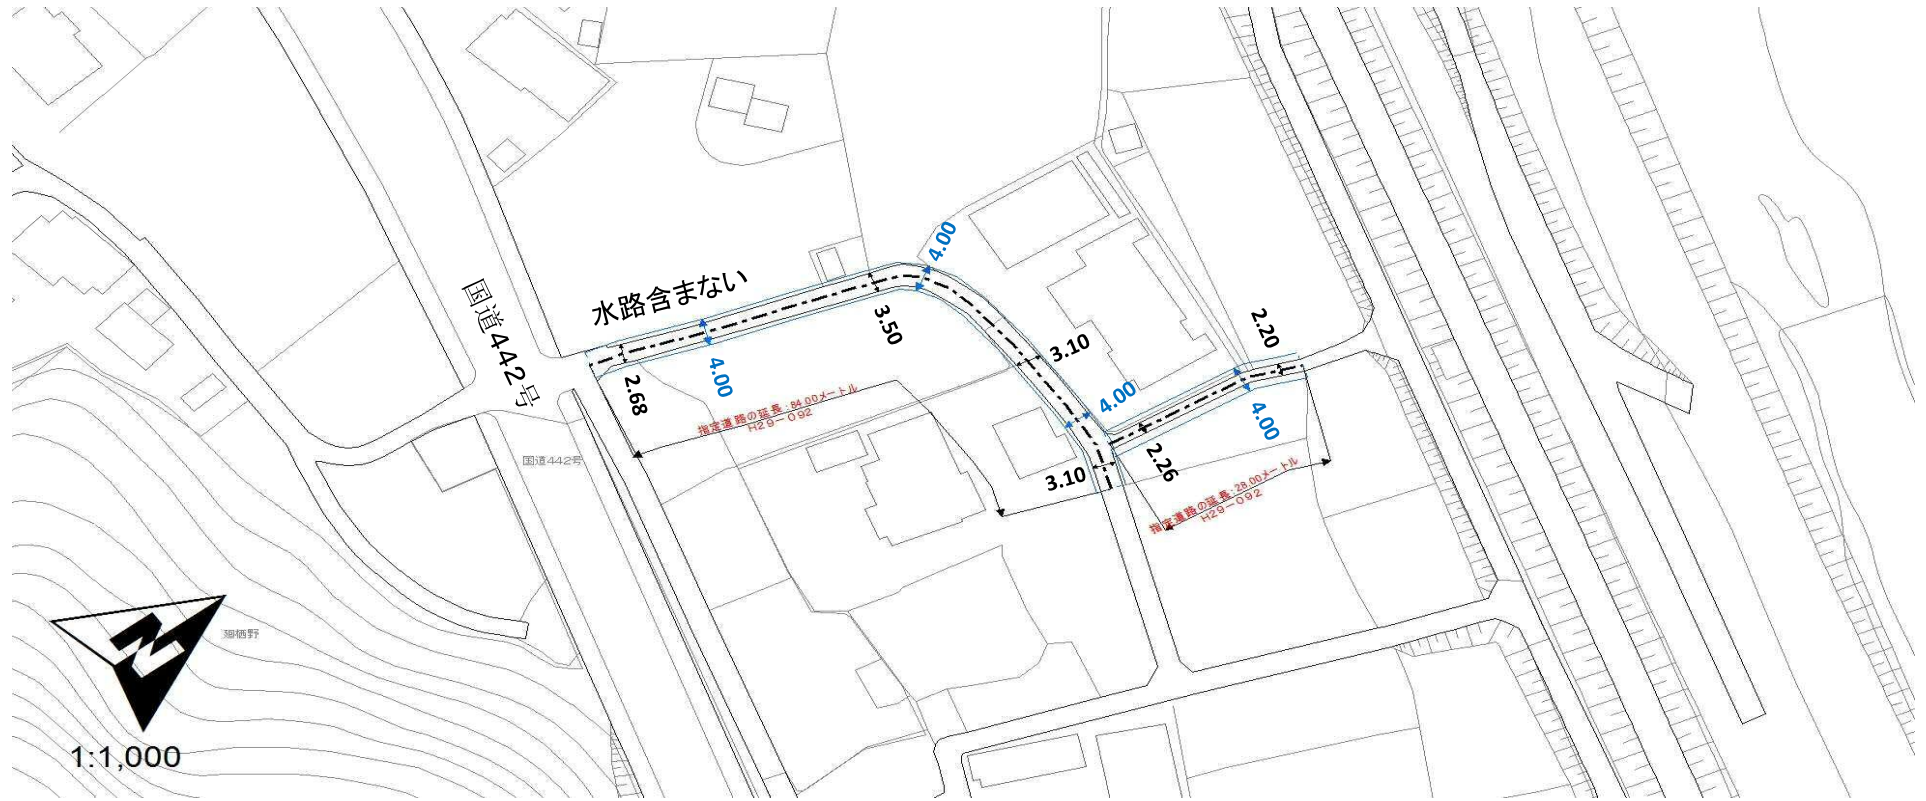 4.00
2.20
水路含まない
国道442号
3.50
3.10
4.00
4.00
2.68
4.00
指定道路の延長:84.00メートル
H29-092
国道442号
3.10
2.26
指定道路の延長:28.00メートル
H29-092
廻栖野
N
1:1,000